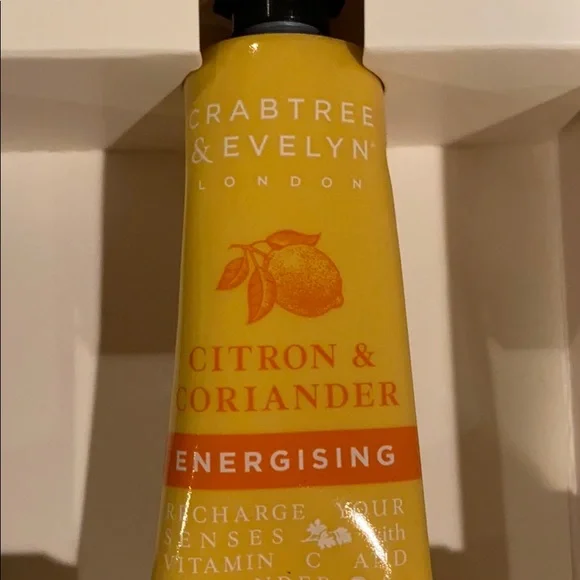 CRABTREE
& EVELYN®
LONDON
CITRON &
CORIANDER
ENERGISING
RECHARGE YOUR
SENSES with
VITAMIN C AND